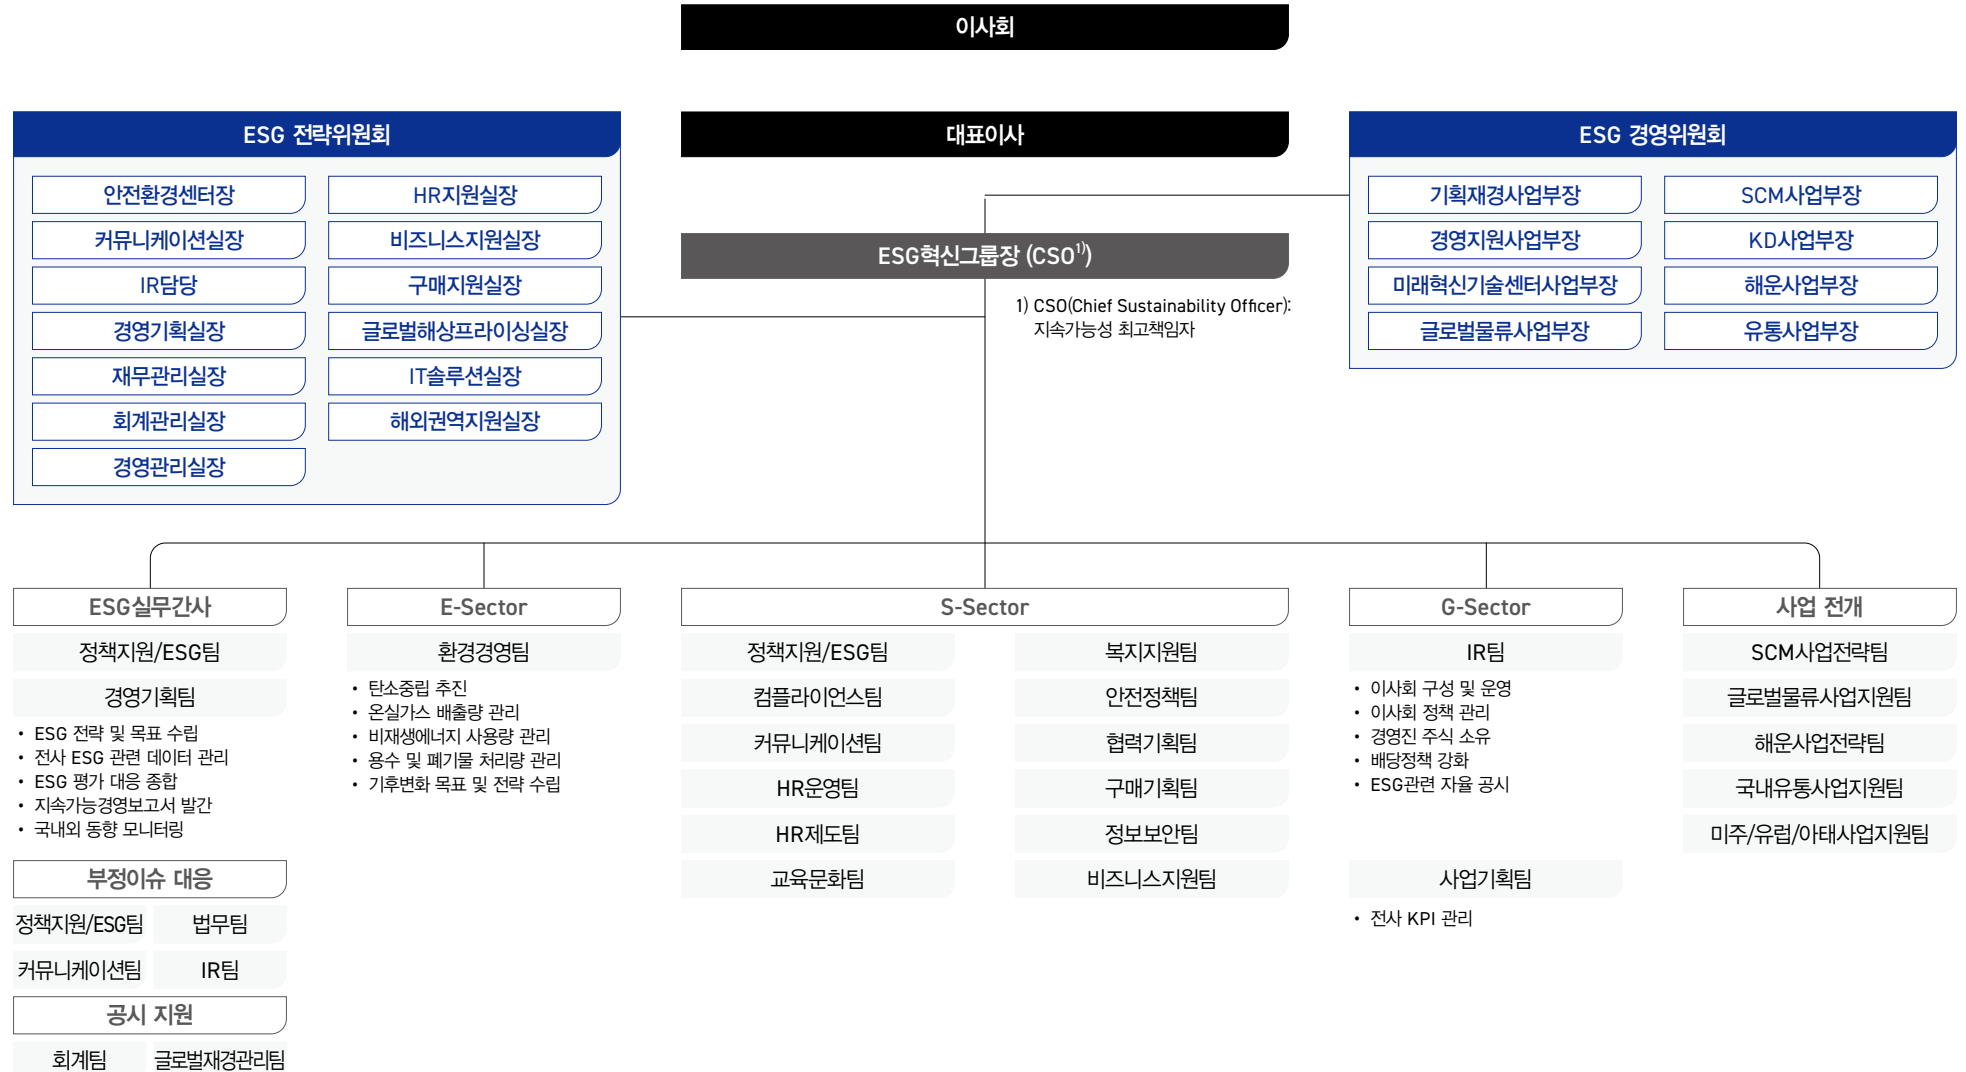 이사회
ESG 전략위원회
안전환경센터장
HR지원실장
커뮤니케이션실장
비즈니스지원실장
IR담당
구매지원실장
경영기획실장
글로벌해상프라이싱실장
재무관리실장
IT솔루션실장
회계관리실장
해외권역지원실장
경영관리실장
대표이사
ESG혁신그룹장 (CSO1))
1) CSO(Chief Sustainability Officer):
지속가능성 최고책임자
ESG 경영위원회
기획재경사업부장
SCM사업부장
경영지원사업부장
KD사업부장
미래혁신기술센터사업부장
해운사업부장
글로벌물류사업부장
유통사업부장
ESG실무간사
정책지원/ESG팀
경영기획팀
• ESG 전략 및 목표 수립
• 전사 ESG 관련 데이터 관리
• ESG 평가 대응 종합
• 지속가능경영보고서 발간
• 국내외 동향 모니터링
부정이슈 대응
정책지원/ESG팀
법무팀
커뮤니케이션팀
IR팀
공시 지원
회계팀
글로벌재경관리팀
E-Sector
환경경영팀
• 탄소중립 추진
• 온실가스 배출량 관리
• 비재생에너지 사용량 관리
• 용수 및 폐기물 처리량 관리
• 기후변화 목표 및 전략 수립
S-Sector
정책지원/ESG팀
복지지원팀
컴플라이언스팀
안전정책팀
커뮤니케이션팀
협력기획팀
HR운영팀
구매기획팀
HR제도팀
정보보안팀
교육문화팀
비즈니스지원팀
G-Sector
IR팀
• 이사회 구성 및 운영
• 이사회 정책 관리
• 경영진 주식 소유
• 배당정책 강화
• ESG관련 자율 공시
사업기획팀
• 전사 KPI 관리
사업 전개
SCM사업전략팀
글로벌물류사업지원팀
해운사업전략팀
국내유통사업지원팀
미주/유럽/아태사업지원팀